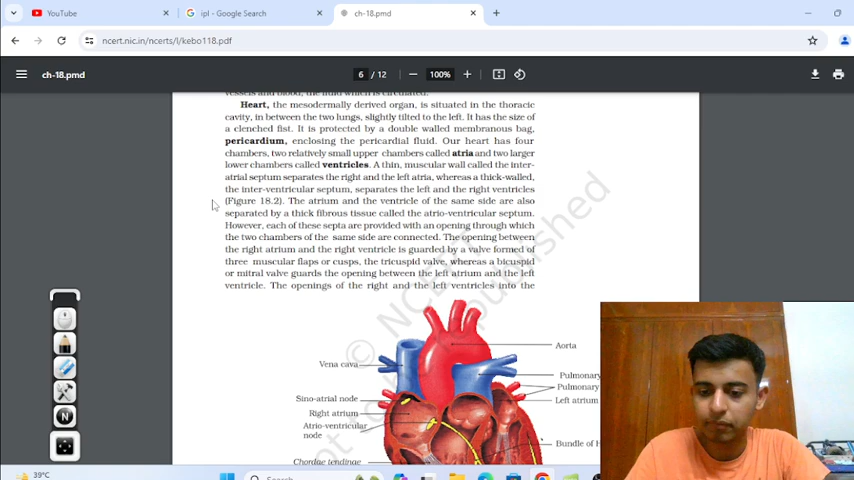 YouTube
ipl - Google Search
ch-18.pmd
ncert.nic.in/ncerts/l/kebo118.pdf
ch-18.pmd
6 / 12
100%
vessels and blood, the fluid which is circulated.
Heart, the mesodermally derived organ, is situated in the thoracic
cavity, in between the two lungs, slightly tilted to the left. It has the size of
a clenched fist. It is protected by a double walled membranous bag,
pericardium, enclosing the pericardial fluid. Our heart has four
chambers, two relatively small upper chambers called atria and two larger
lower chambers called ventricles. A thin, muscular wall called the inter-
atrial septum separates the right and the left atria, whereas a thick-walled,
the inter-ventricular septum, separates the left and the right ventricles
(Figure 18.2). The atrium and the ventricle of the same side are also
separated by a thick fibrous tissue called the atrio-ventricular septum.
However, each of these septa are provided with an opening through which
the two chambers of the same side are connected. The opening between
the right atrium and the right ventricle is guarded by a valve formed of
three muscular flaps or cusps, the tricuspid valve, whereas a bicuspid
or mitral valve guards the opening between the left atrium and the left
ventricle. The openings of the right and the left ventricles into the
© NCERT
not to
published
Aorta
Vena cava
Pulmonary
Pulmonary
Sino-atrial node
Left atrium
Right atrium
Atrio-ventricular
node
Bundle of H
Chordae tendinae
N
39°C
Search